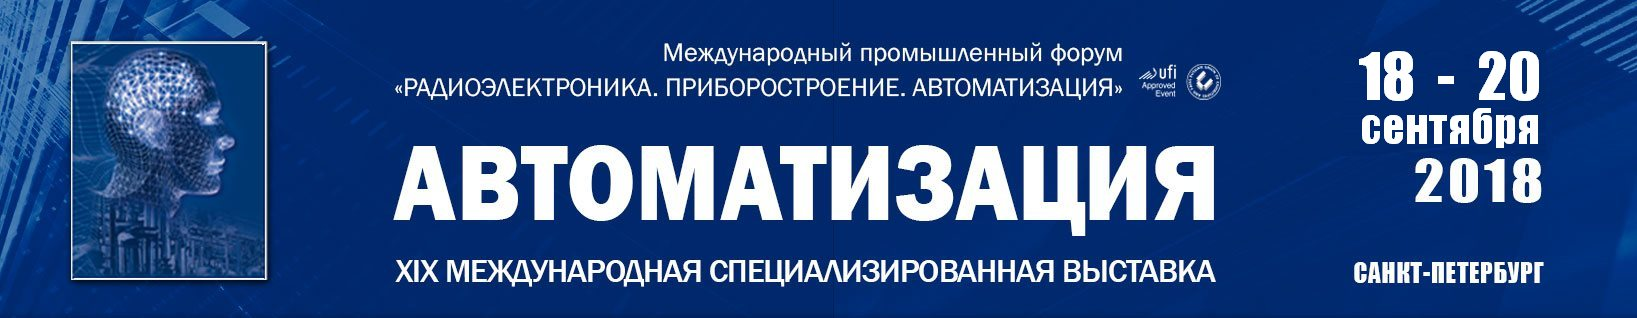 Международный промышленный форум
«РАДИОЭЛЕКТРОНИКА. ПРИБОРОСТРОЕНИЕ. АВТОМАТИЗАЦИЯ»
ufi
Approved
Event
АВТОМАТИЗАЦИЯ
XIX МЕЖДУНАРОДНАЯ СПЕЦИАЛИЗИРОВАННАЯ ВЫСТАВКА
18 - 20
сентября
2018
САНКТ-ПЕТЕРБУРГ